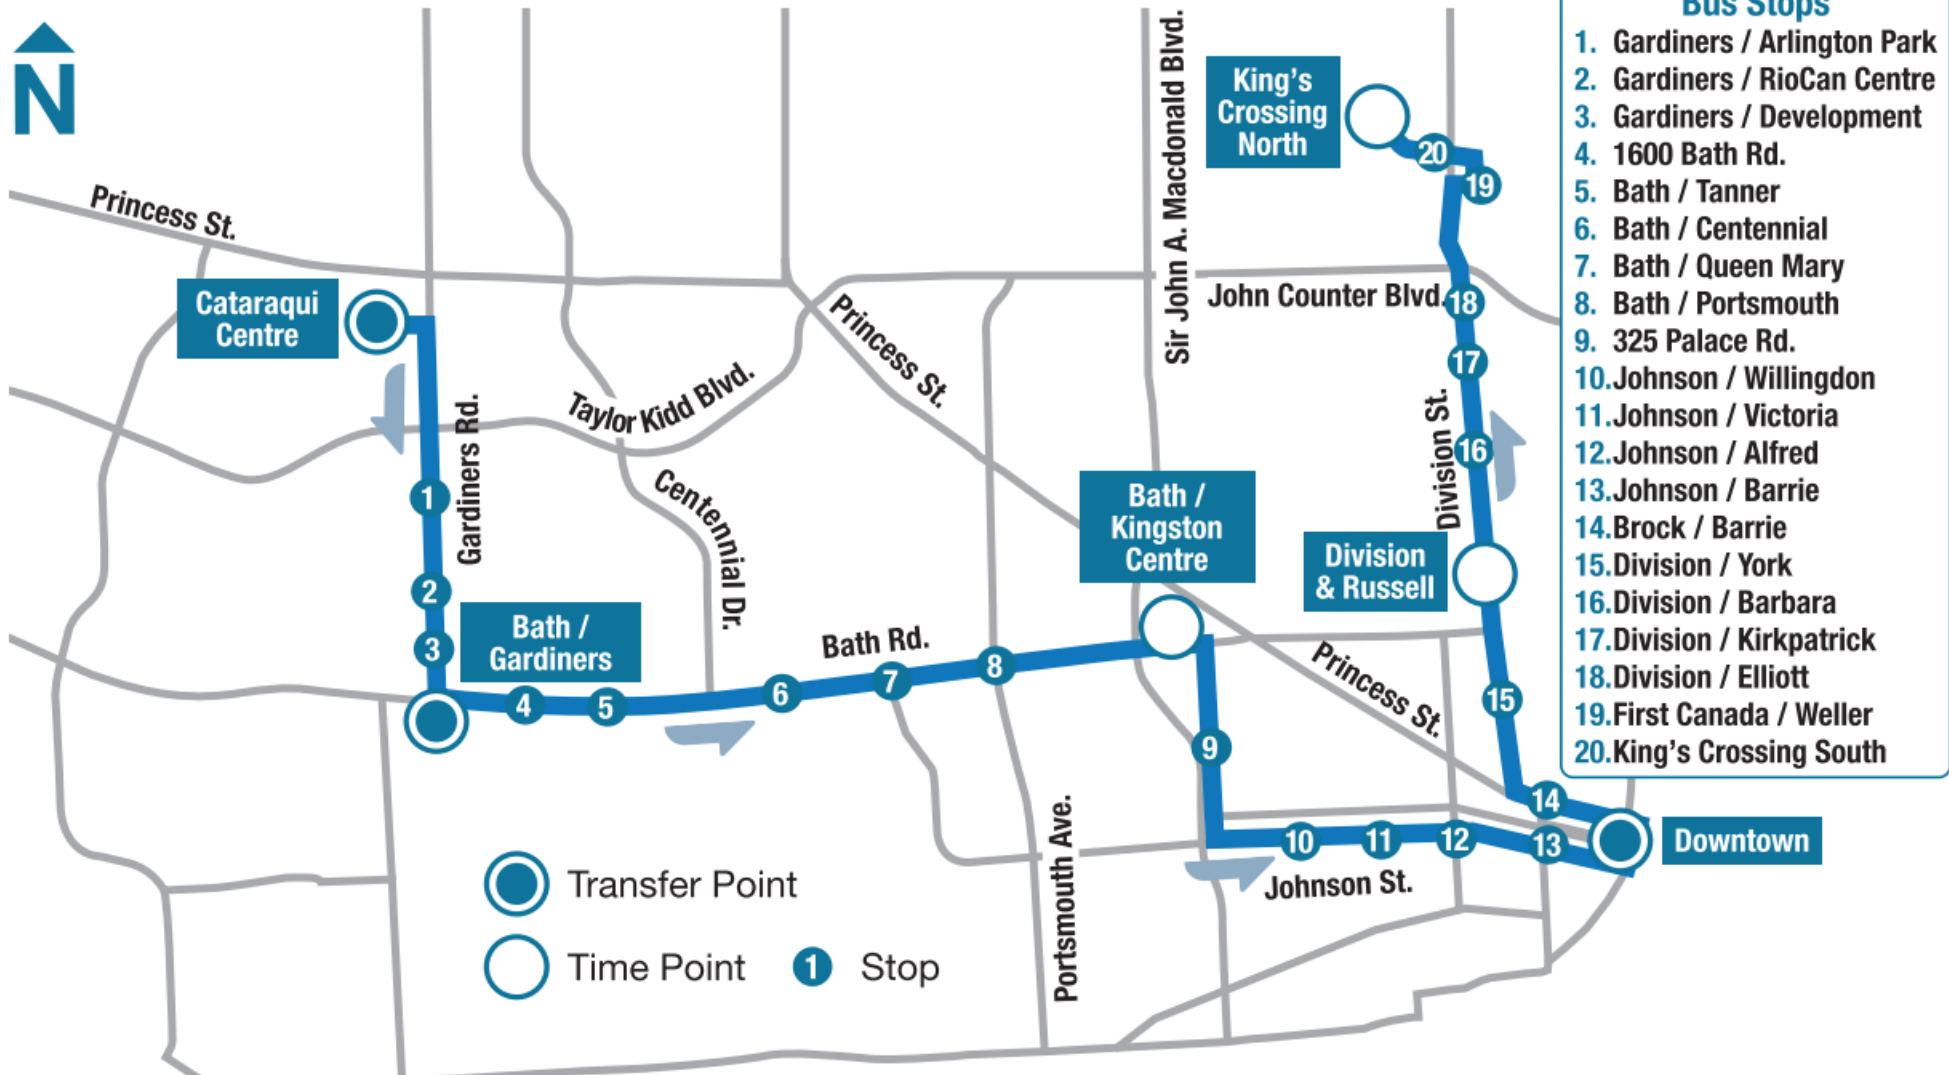 N
Princess St.
Cataraqui
Centre
Gardiners Rd.
Taylor Kidd Blvd.
Centennial Dr.
Princess St.
Sir John A. Macdonald Blvd.
King's
Crossing
North
John Counter Blvd.
Division St.
Bath /
Kingston
Centre
Division
& Russell
Bath /
Gardiners
Bath Rd.
Princess St.
Portsmouth Ave.
Johnson St.
Downtown
1
2
3
4
5
6
7
8
9
10
11
12
13
14
15
16
17
18
19
20
Transfer Point
Time Point
1 Stop
Bus Stops
1. Gardiners / Arlington Park
2. Gardiners / RioCan Centre
3. Gardiners / Development
4. 1600 Bath Rd.
5. Bath / Tanner
6. Bath / Centennial
7. Bath / Queen Mary
8. Bath / Portsmouth
9. 325 Palace Rd.
10.Johnson / Willingdon
11.Johnson / Victoria
12.Johnson / Alfred
13.Johnson / Barrie
14.Brock / Barrie
15.Division / York
16.Division / Barbara
17.Division / Kirkpatrick
18.Division / Elliott
19.First Canada / Weller
20.King's Crossing South